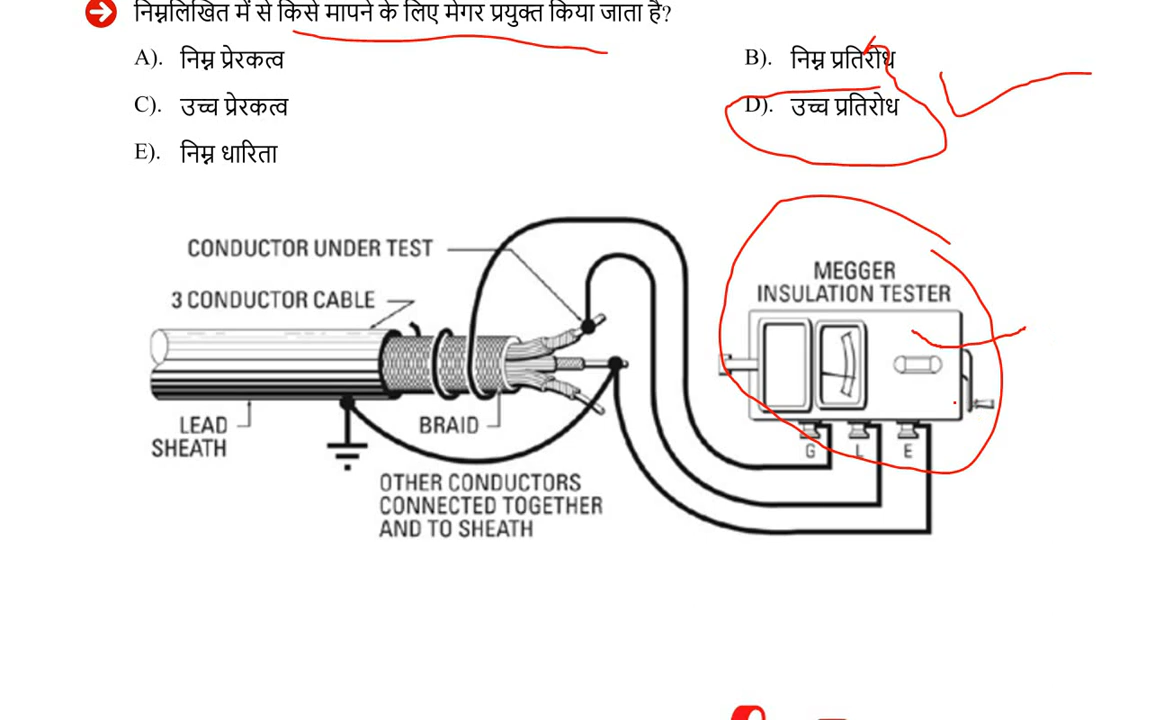 निम्नलिखित में से किसे मापने के लिए मेगर प्रयुक्त किया जाता है?
A). निम्न प्रेरकत्व
B). निम्न प्रतिरोध
C). उच्च प्रेरकत्व
D). उच्च प्रतिरोध
E). निम्न धारिता
CONDUCTOR UNDER TEST
3 CONDUCTOR CABLE
MEGGER
INSULATION TESTER
LEAD
SHEATH
BRAID
G L E
OTHER CONDUCTORS
CONNECTED TOGETHER
AND TO SHEATH